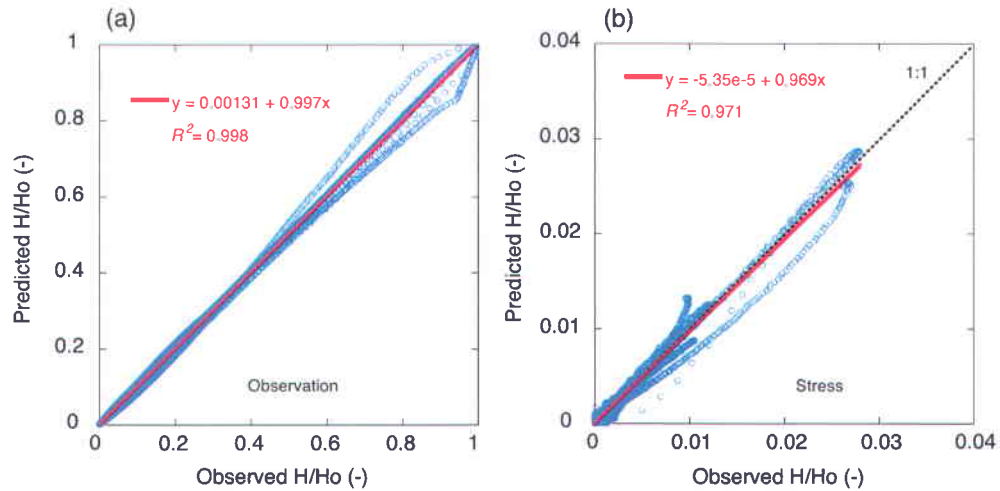 (a)
1
0.8
0.6
0.4
0.2
0
0
0.2
0.4
0.6
0.8
1
Predicted H/Ho (-)
Observed H/Ho (-)
y = 0.00131 + 0.997x
R²= 0.998
Observation
(b)
0.04
0.03
0.02
0.01
0
0
0.01
0.02
0.03
0.04
Predicted H/Ho (-)
Observed H/Ho (-)
y = -5.35e-5 + 0.969x
R²= 0.971
1:1
Stress